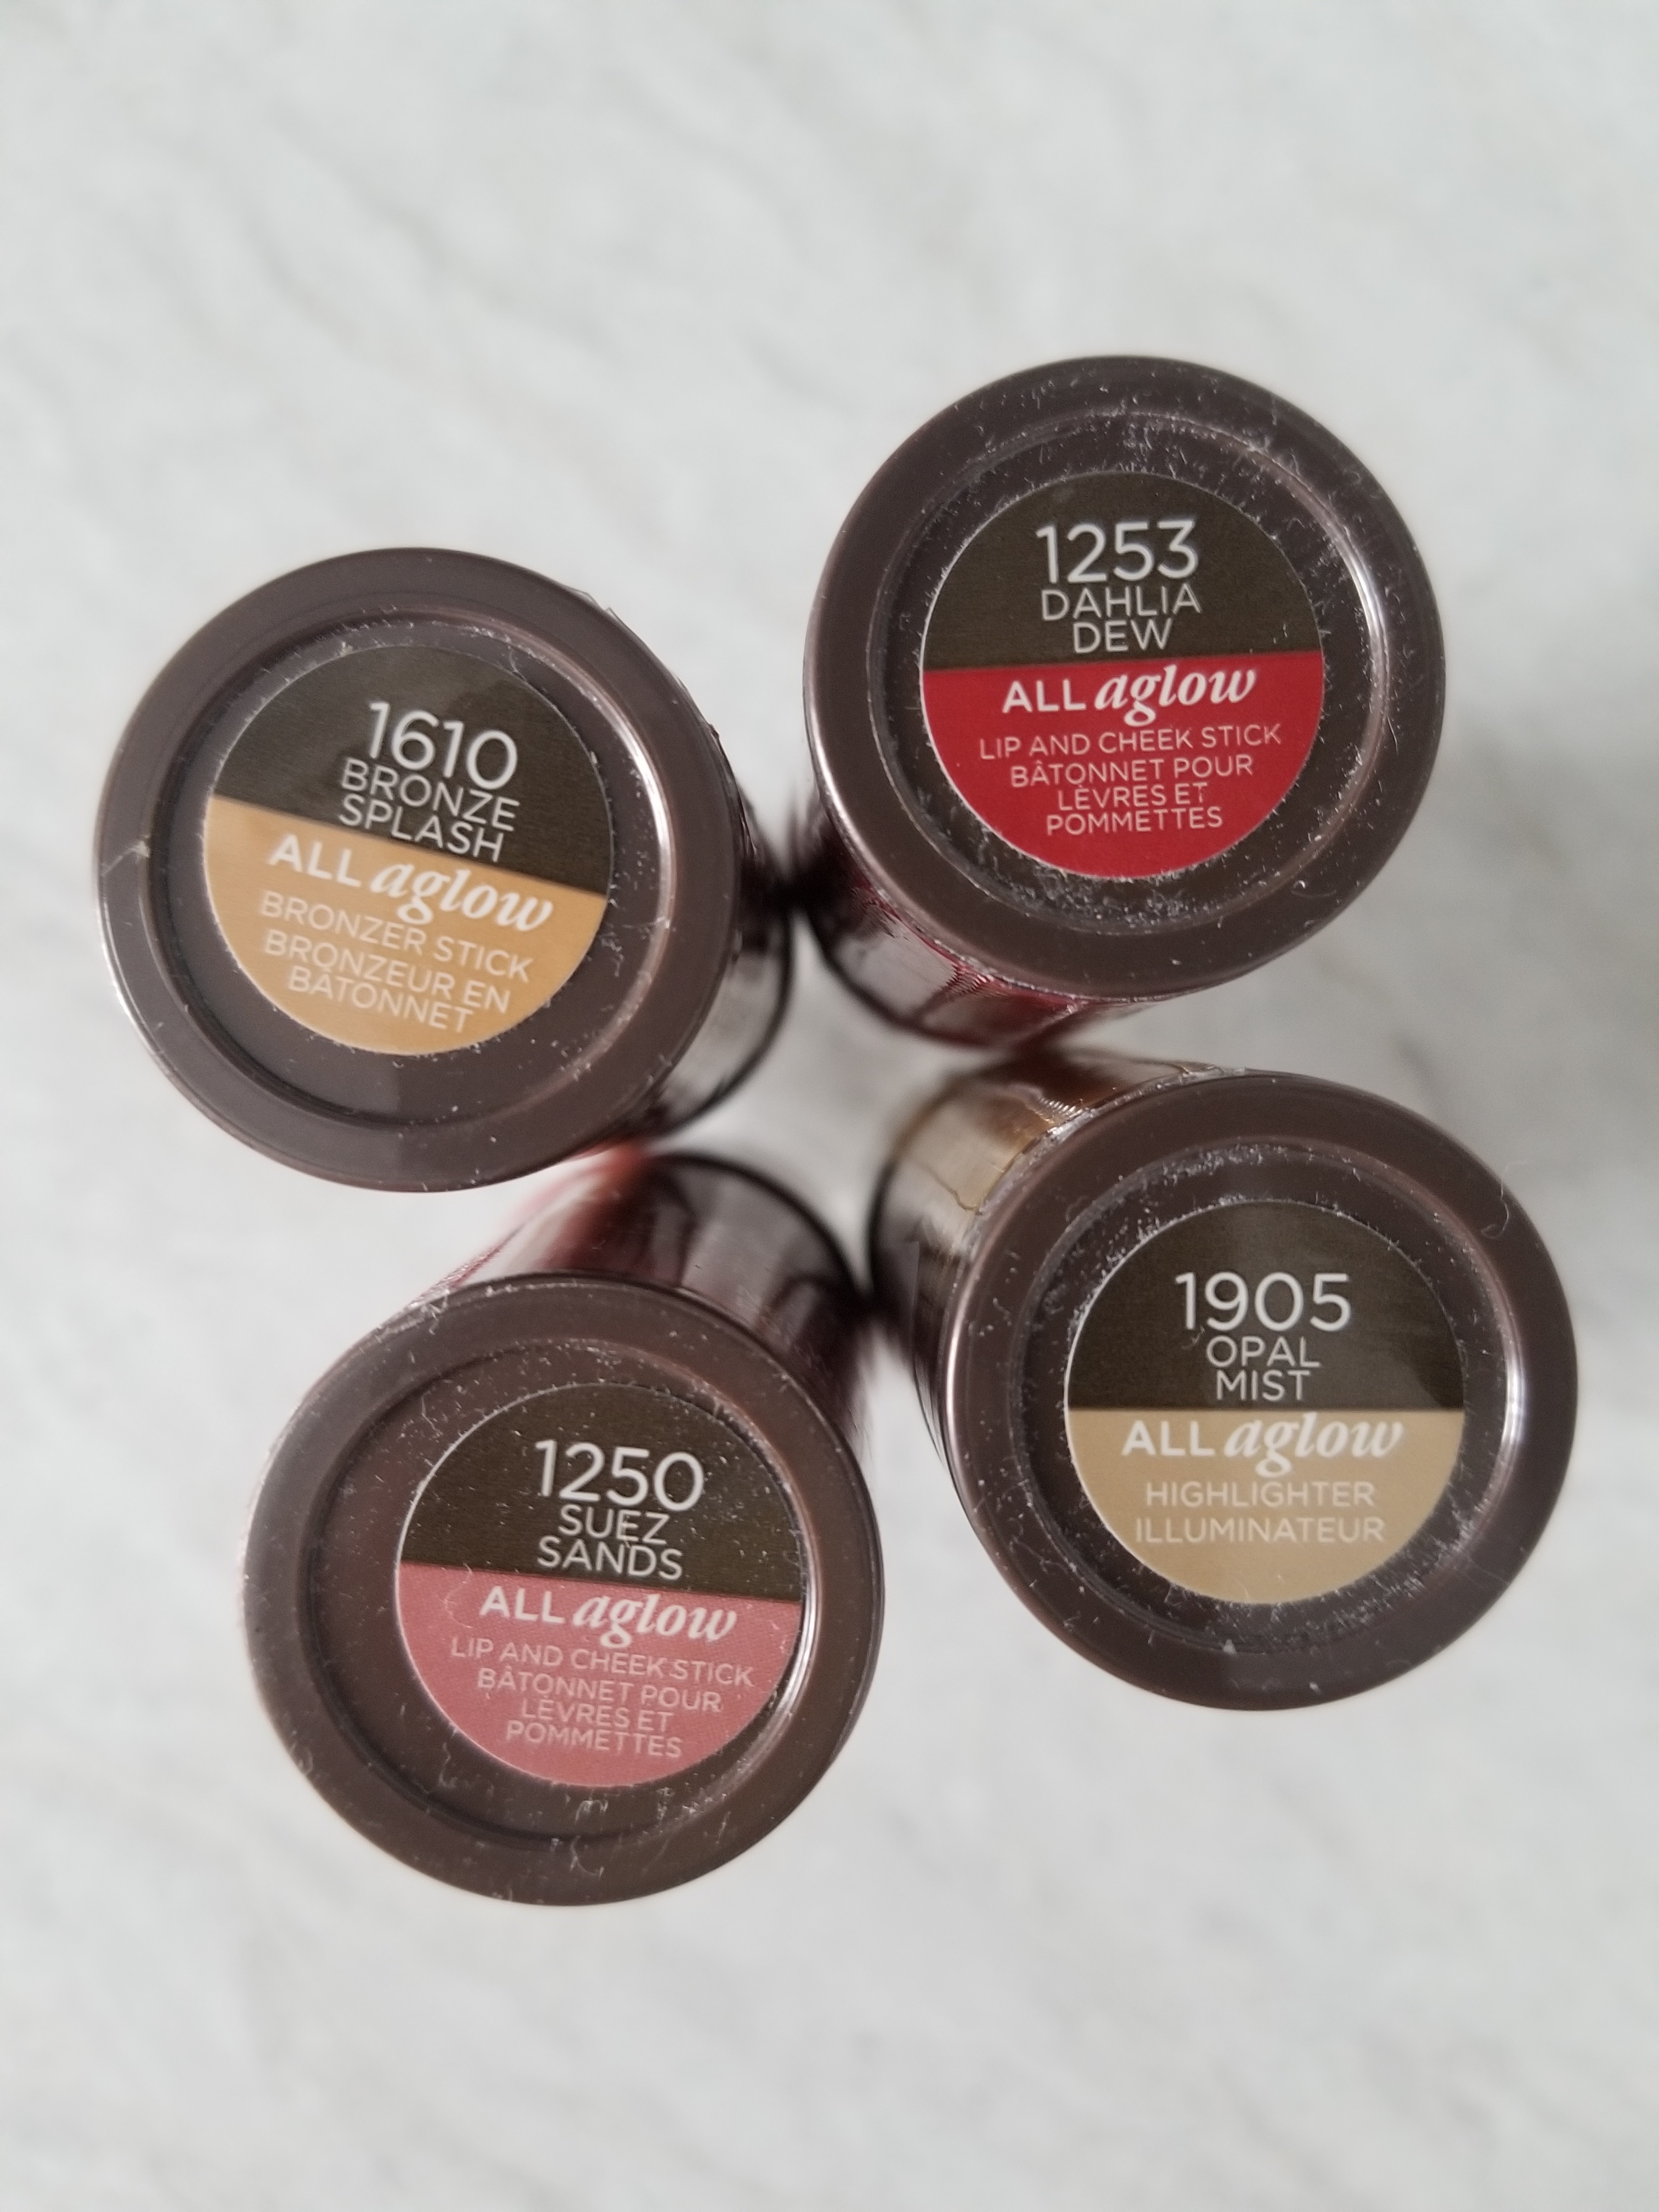 1253
DAHLIA
DEW
ALL aglow
LIP AND CHEEK STICK
BÂTONNET POUR
LÈVRES ET
POMMETTES
1610
BRONZE
SPLASH
ALL aglow
BRONZER STICK
BRONZEUR EN
BÂTONNET
1905
OPAL
MIST
ALL aglow
HIGHLIGHTER
ILLUMINATEUR
1250
SUEZ
SANDS
ALL aglow
LIP AND CHEEK STICK
BÂTONNET POUR
LÈVRES ET
POMMETTES